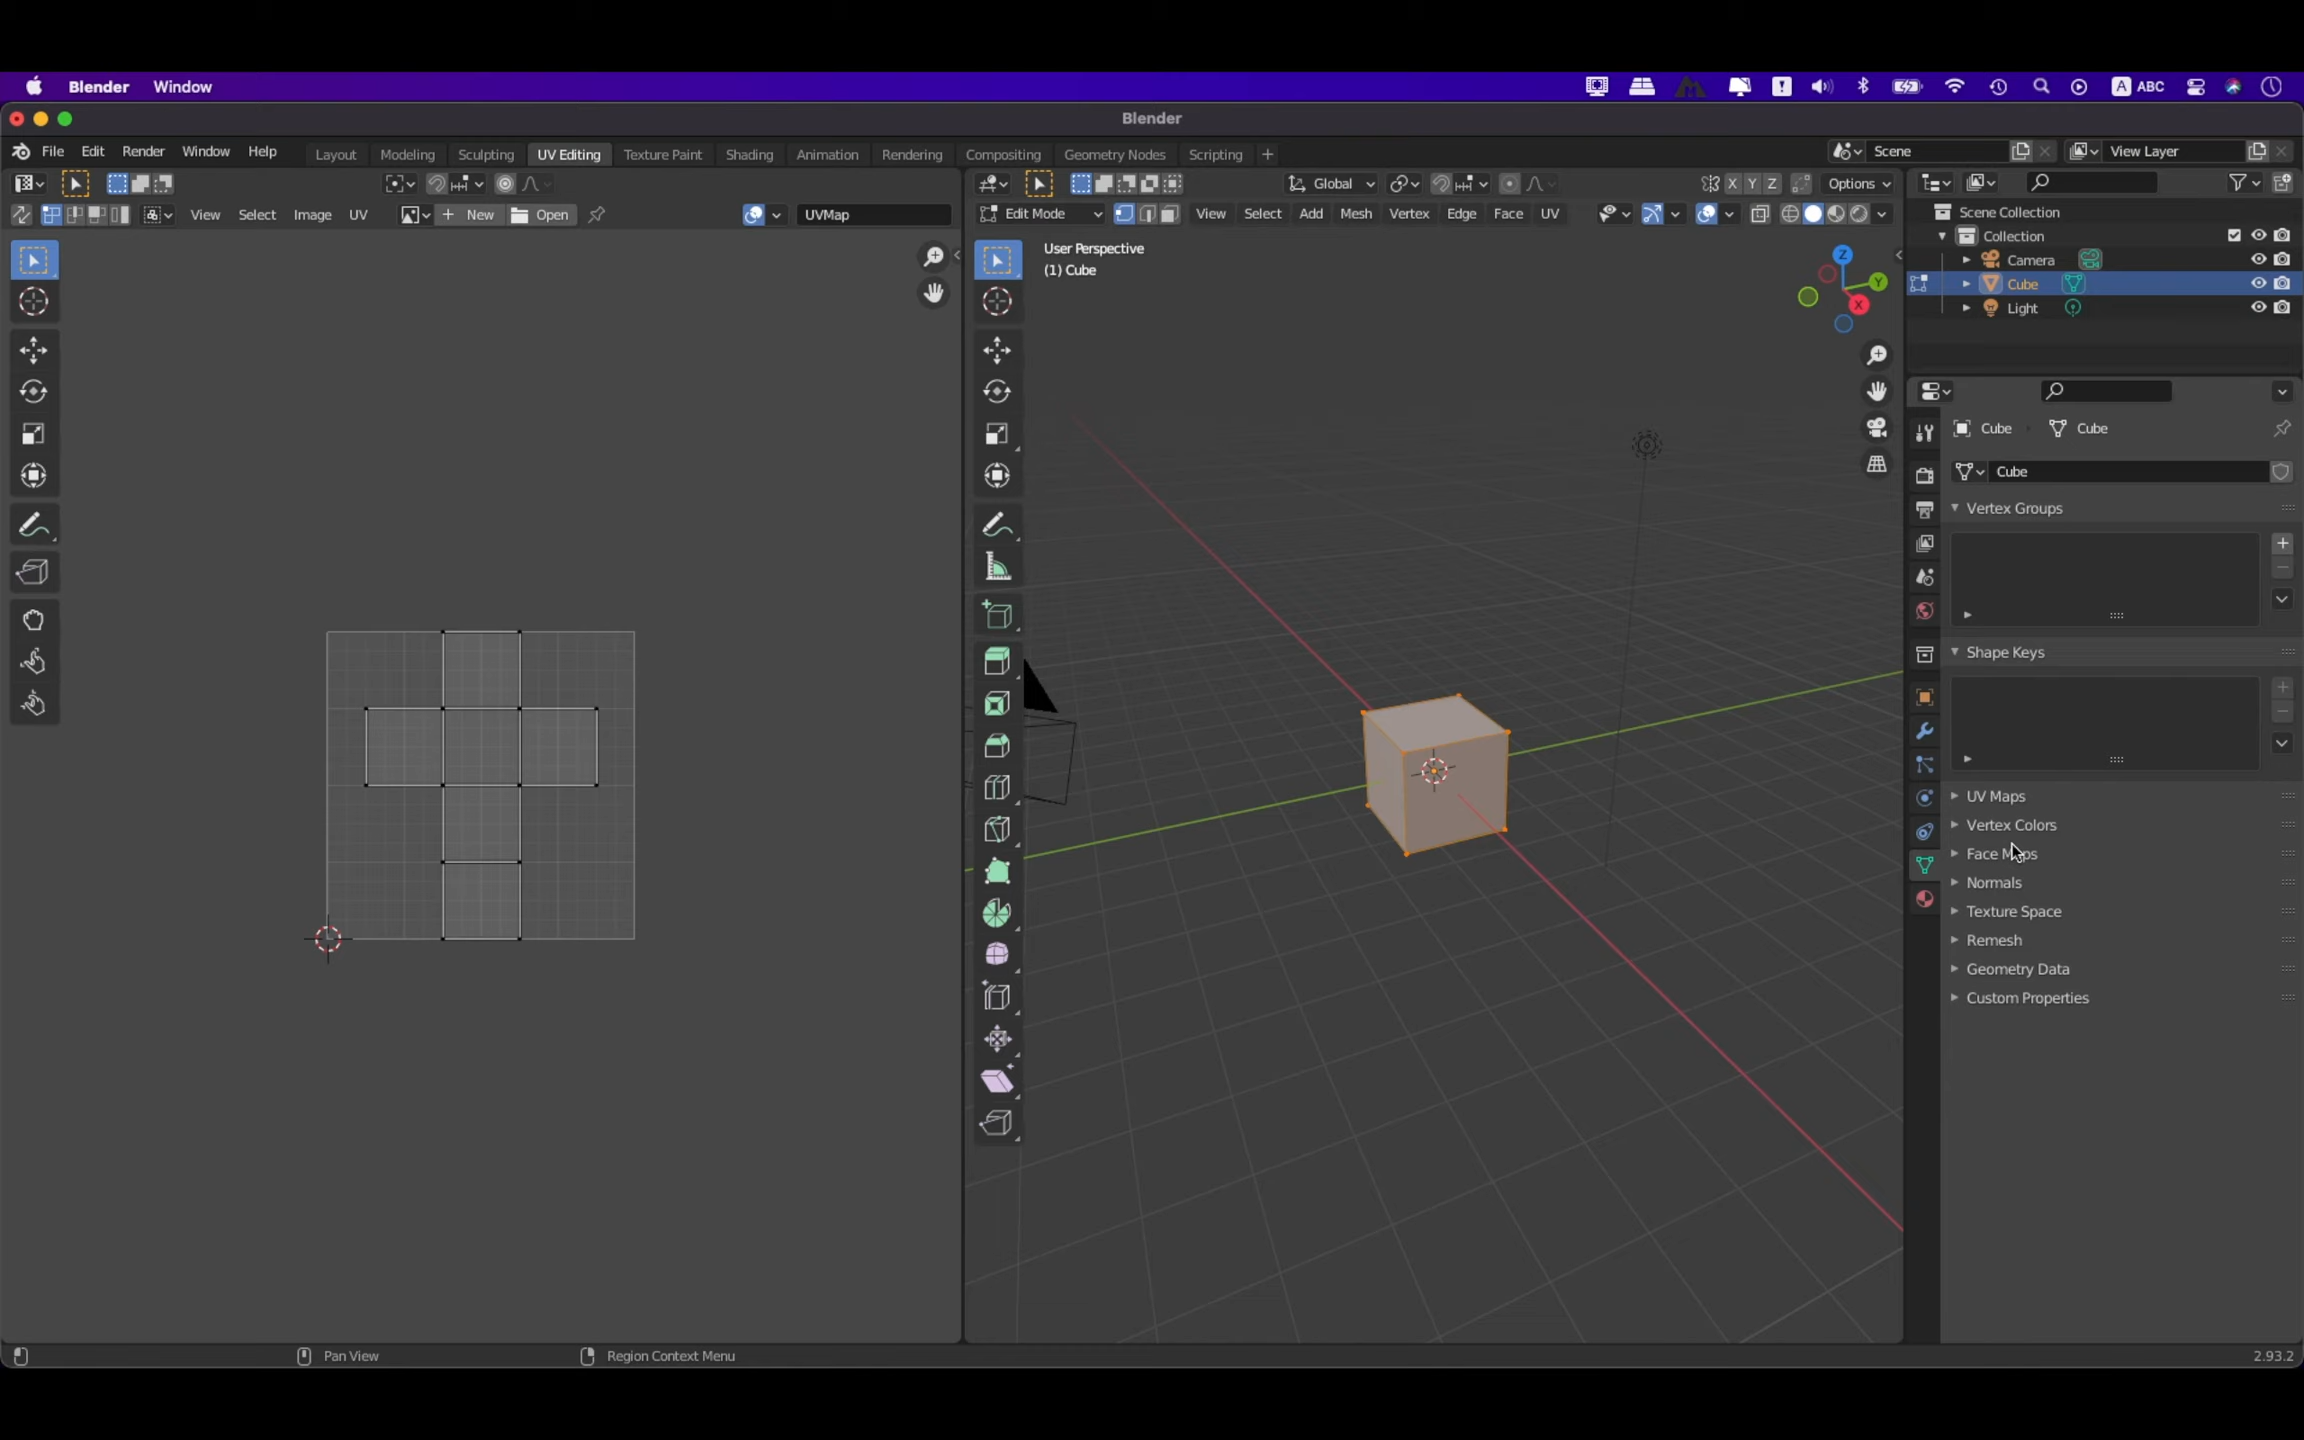 Blender Window
ABC
Blender
File Edit Render Window Help Layout Modeling Sculpting UV Editing Texture Paint Shading Animation Rendering Compositing Geometry Nodes Scripting +
Scene
View Layer
Global
X Y Z
Options
View Select Image UV
New
Open
UVMap
Edit Mode
View Select Add Mesh Vertex Edge Face UV
User Perspective
(1) Cube
Z
Y
X
Scene Collection
Collection
Camera
Cube
Light
Cube Cube
Cube
Vertex Groups
Shape Keys
UV Maps
Vertex Colors
Face Maps
Normals
Texture Space
Remesh
Geometry Data
Custom Properties
Pan View
Region Context Menu
2.93.2